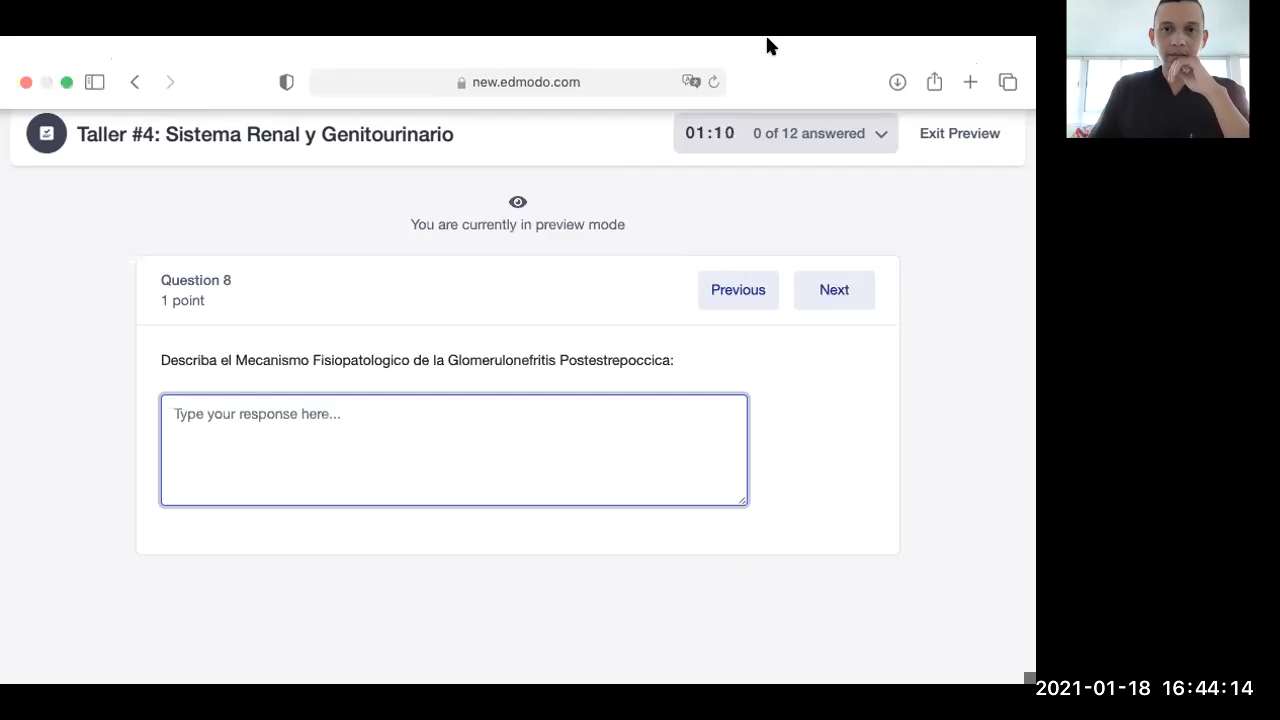 new.edmodo.com
Taller #4: Sistema Renal y Genitourinario
01:10 0 of 12 answered
Exit Preview
You are currently in preview mode
Question 8
1 point
Previous
Next
Describa el Mecanismo Fisiopatologico de la Glomerulonefritis Postestrepoccica:
Type your response here...
2021-01-18 16:44:14